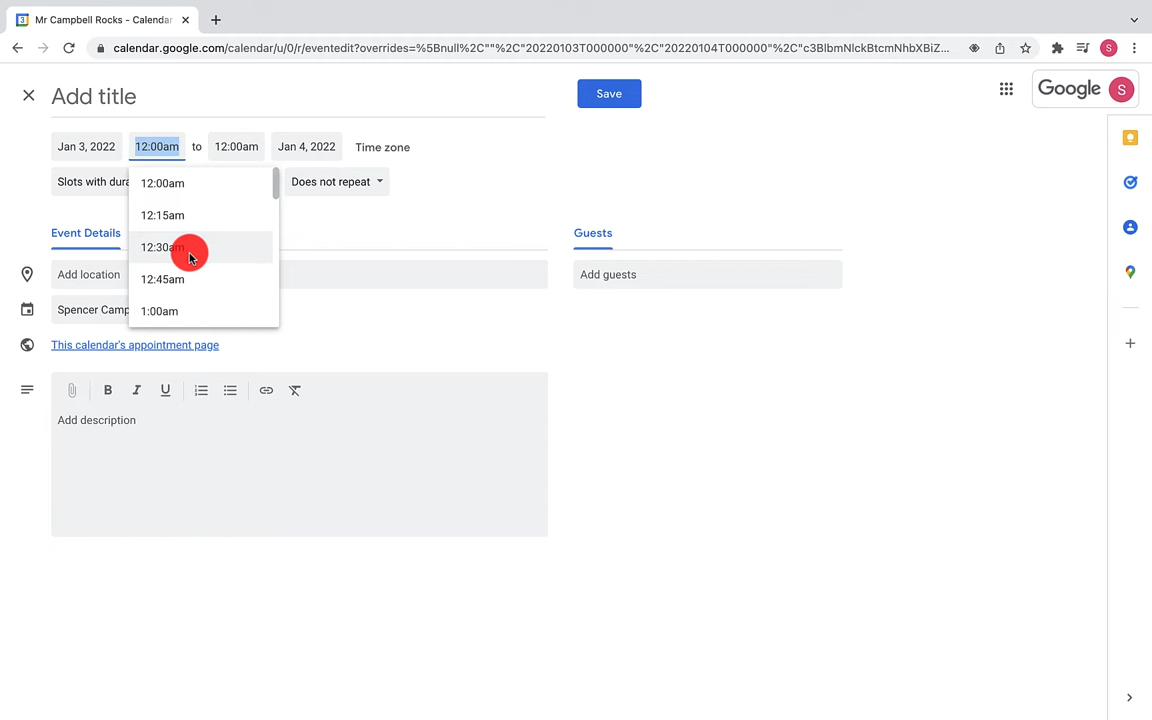 3 Mr Campbell Rocks - Calendar
calendar.google.com/calendar/u/0/r/eventedit?overrides=%5Bnull%2C""%2C"20220103T000000"%2C"20220104T000000"%2C"c3BlbmNlckBtcmNhbXBiZ... S
Add title
Save
Google S
Jan 3, 2022 12:00am to 12:00am Jan 4, 2022 Time zone
Slots with dura Does not repeat
12:00am
12:15am
12:30am
12:45am
1:00am
Event Details
Guests
Add location
Add guests
Spencer Camp
This calendar's appointment page
B I U
Add description